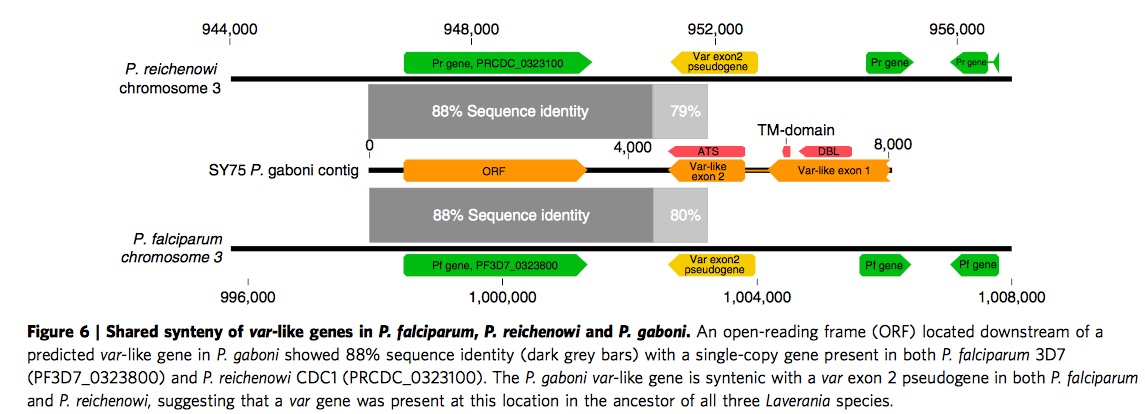 944,000 948,000 952,000 956,000
P. reichenowi
chromosome 3
Pr gene, PRCDC_0323100
Var exon2
pseudogene
Pr gene
Pr gene
88% Sequence identity
79%
TM-domain
0 4,000 8,000
ATS
DBL
SY75 P. gaboni contig
ORF
Var-like
exon 2
Var-like exon 1
88% Sequence identity
80%
P. falciparum
chromosome 3
Pf gene, PF3D7_0323800
Var exon2
pseudogene
Pf gene
Pf gene
996,000 1,000,000 1,004,000 1,008,000
Figure 6 | Shared synteny of var-like genes in P. falciparum, P. reichenowi and P. gaboni. An open-reading frame (ORF) located downstream of a
predicted var-like gene in P. gaboni showed 88% sequence identity (dark grey bars) with a single-copy gene present in both P. falciparum 3D7
(PF3D7_0323800) and P. reichenowi CDC1 (PRCDC_0323100). The P. gaboni var-like gene is syntenic with a var exon 2 pseudogene in both P. falciparum
and P. reichenowi, suggesting that a var gene was present at this location in the ancestor of all three Laverania species.